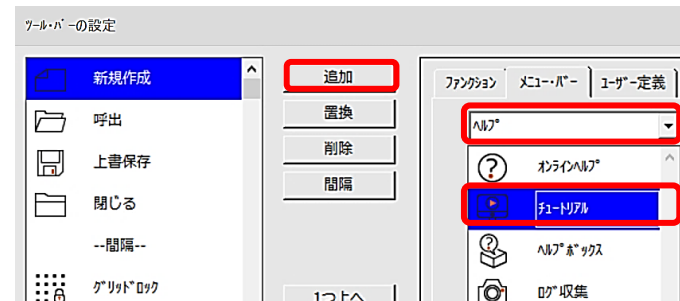 ﾂｰﾙ･ﾊﾞｰの設定
新規作成
呼出
上書保存
閉じる
--間隔--
ｸﾞﾘｯﾄﾞﾛｯｸ
追加
置換
削除
間隔
1つ上へ
ﾌｧﾝｸｼｮﾝ
ﾒﾆｭｰ･ﾊﾞｰ
ﾕｰｻﾞｰ定義
ﾍﾙﾌﾟ
ｵﾝﾗｲﾝﾍﾙﾌﾟ
ﾁｭｰﾄﾘｱﾙ
ﾍﾙﾌﾟﾎﾞｯｸｽ
ﾛｸﾞ収集